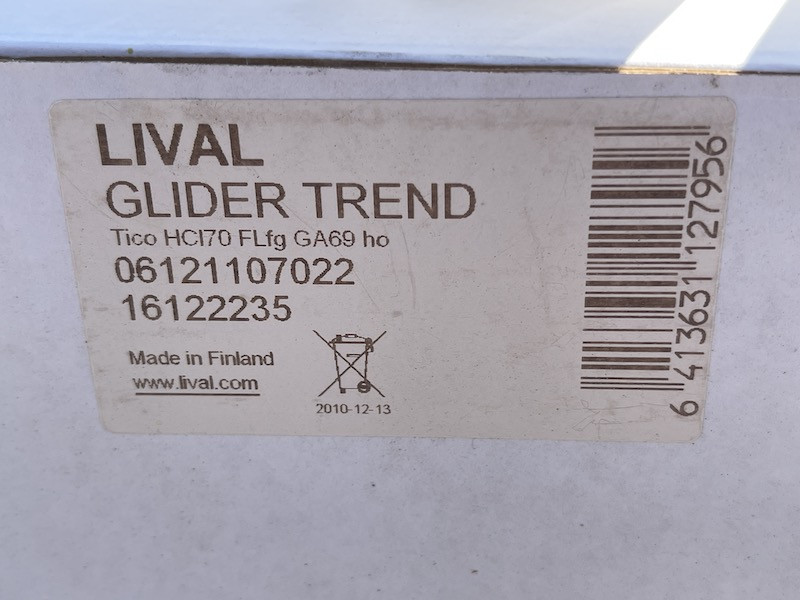 LIVAL
GLIDER TREND
Tico HCI70 FLfg GA69 ho
06121107022
16122235
Made in Finland
www.lival.com
2010-12-13
6 413631 127956